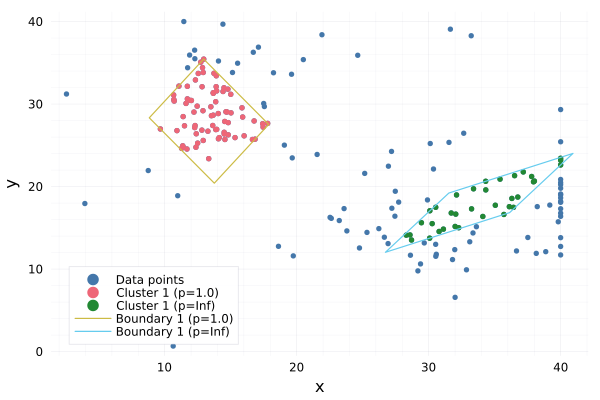 40
30
20
10
0
y
Data points
Cluster 1 (p=1.0)
Cluster 1 (p=Inf)
Boundary 1 (p=1.0)
Boundary 1 (p=Inf)
10 20 30 40
x